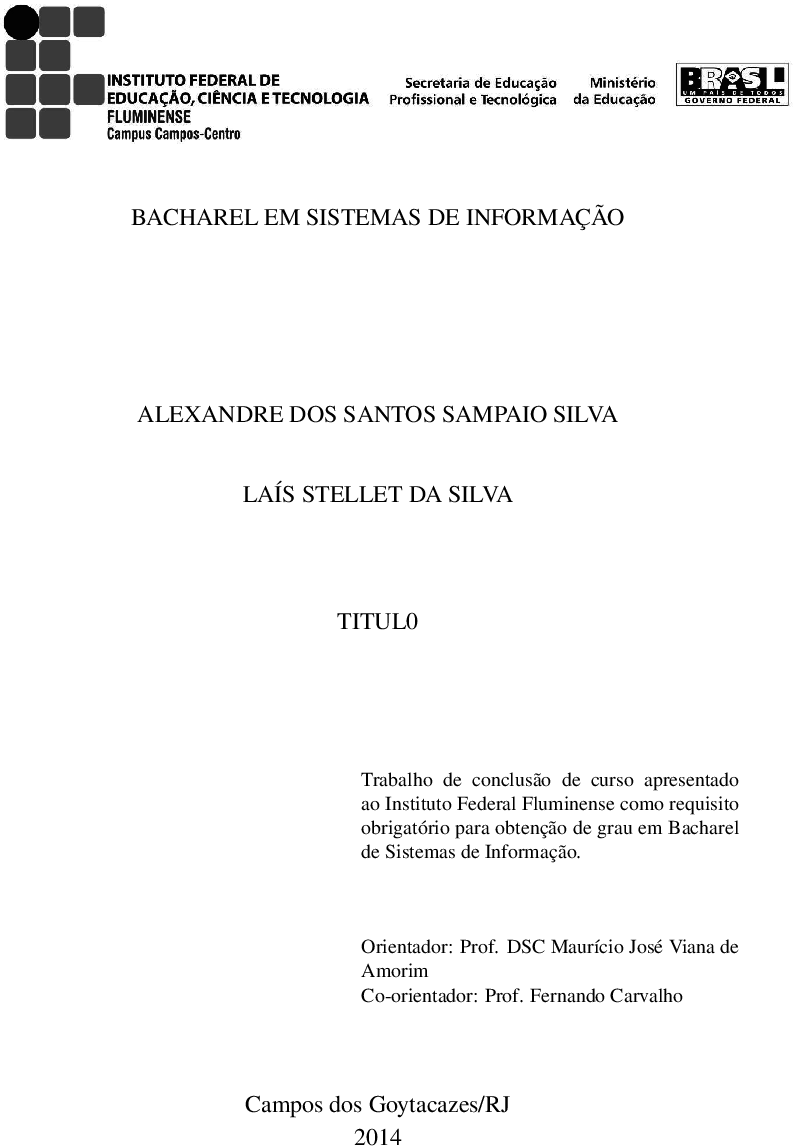 INSTITUTO FEDERAL DE
EDUCAÇÃO, CIÊNCIA E TECNOLOGIA
FLUMINENSE
Campus Campos-Centro
Secretaria de Educação
Profissional e Tecnológica
Ministério
da Educação
BRASIL
UM PAÍS DE TODOS
GOVERNO FEDERAL
BACHAREL EM SISTEMAS DE INFORMAÇÃO
ALEXANDRE DOS SANTOS SAMPAIO SILVA
LAÍS STELLET DA SILVA
TITUL0
Trabalho de conclusão de curso apresentado
ao Instituto Federal Fluminense como requisito
obrigatório para obtenção de grau em Bacharel
de Sistemas de Informação.
Orientador: Prof. DSC Maurício José Viana de
Amorim
Co-orientador: Prof. Fernando Carvalho
Campos dos Goytacazes/RJ
2014